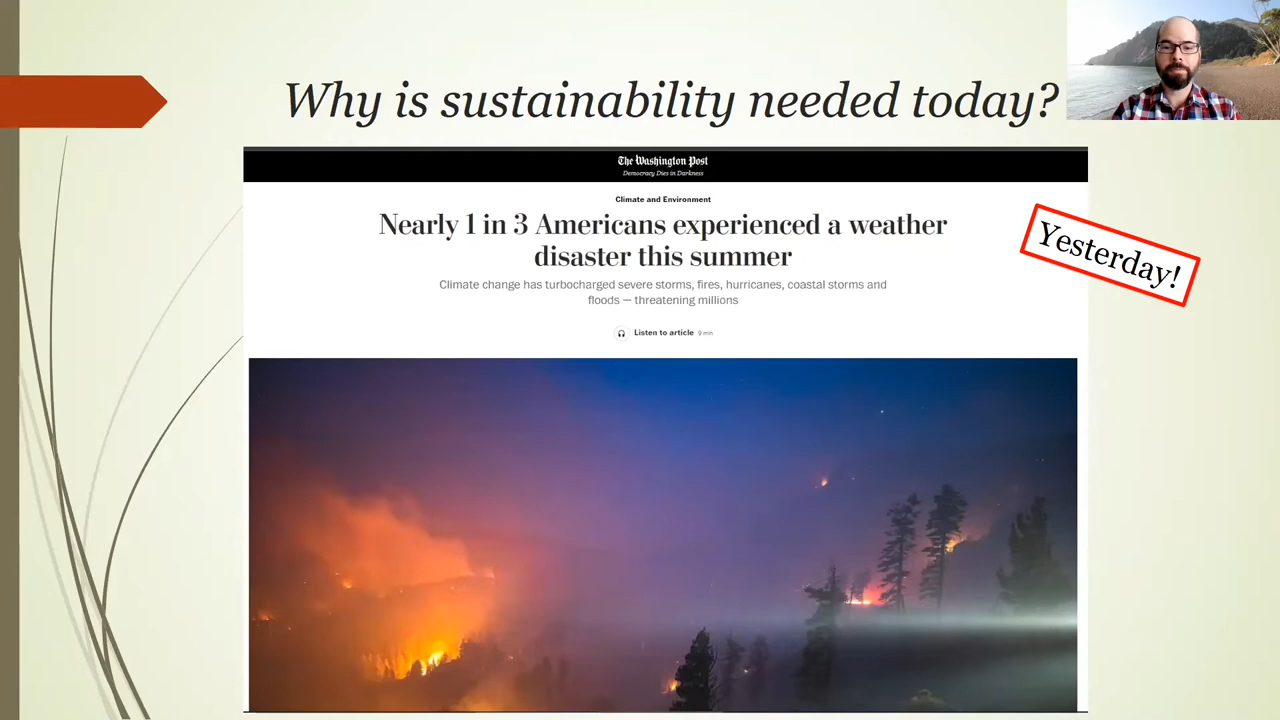 Why is sustainability needed today?
The Washington Post
Democracy Dies in Darkness
Climate and Environment
Nearly 1 in 3 Americans experienced a weather
disaster this summer
Yesterday!
Climate change has turbocharged severe storms, fires, hurricanes, coastal storms and
floods — threatening millions
Listen to article 9 min